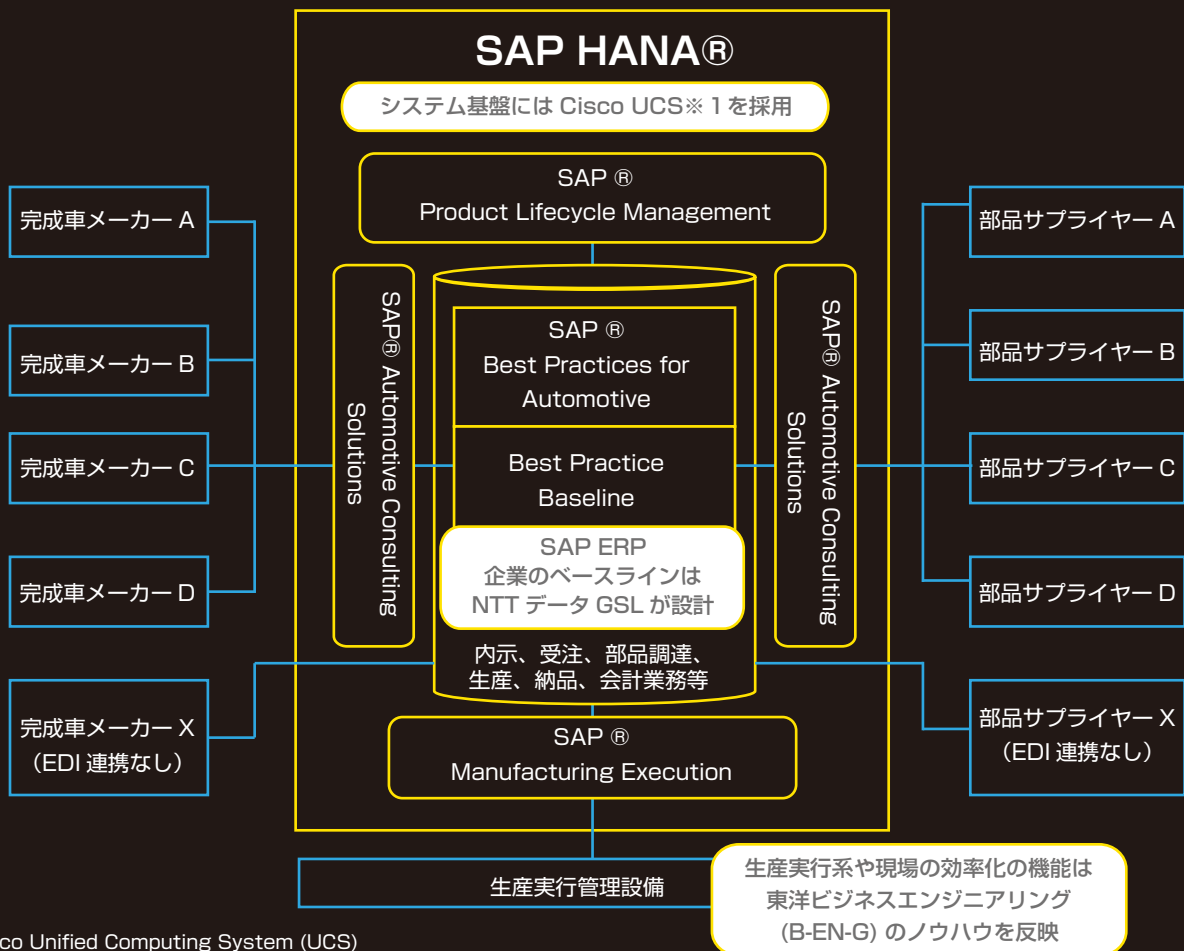 SAP HANA®
システム基盤には Cisco UCS※1を採用
SAP ®
Product Lifecycle Management
完成車メーカー A
完成車メーカー B
完成車メーカー C
完成車メーカー D
完成車メーカー X
（EDI 連携なし）
SAP® Automotive Consulting
Solutions
SAP ®
Best Practices for
Automotive
Best Practice
Baseline
SAP ERP
企業のベースラインは
NTT データ GSL が設計
内示、受注、部品調達、
生産、納品、会計業務等
SAP® Automotive Consulting
Solutions
部品サプライヤー A
部品サプライヤー B
部品サプライヤー C
部品サプライヤー D
部品サプライヤー X
（EDI 連携なし）
SAP ®
Manufacturing Execution
生産実行管理設備
生産実行系や現場の効率化の機能は
東洋ビジネスエンジニアリング
(B-EN-G) のノウハウを反映
co Unified Computing System (UCS)